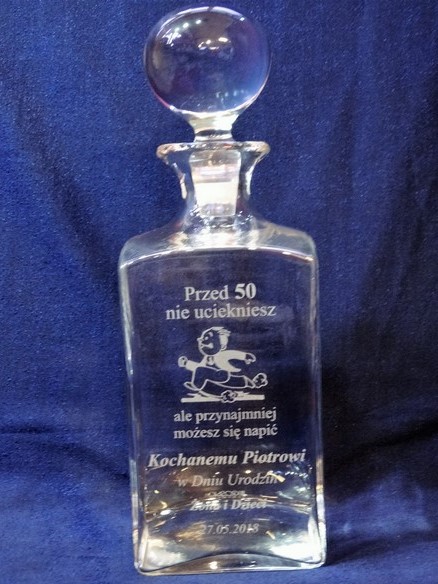 Przed 50
nie uciekniesz
ale przynajmniej
możesz się napić
Kochanemu Piotrowi
w Dniu Urodzin
Żona i Dzieci
27.05.2018